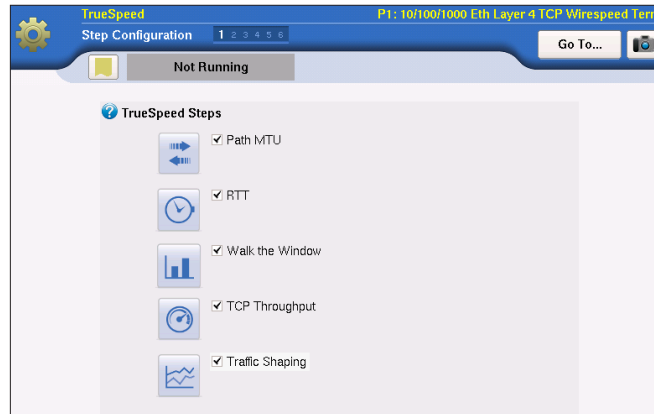 TrueSpeed
P1: 10/100/1000 Eth Layer 4 TCP Wirespeed Term
Step Configuration 1 2 3 4 5 6
Go To...
Not Running
? TrueSpeed Steps
Path MTU
RTT
Walk the Window
TCP Throughput
Traffic Shaping